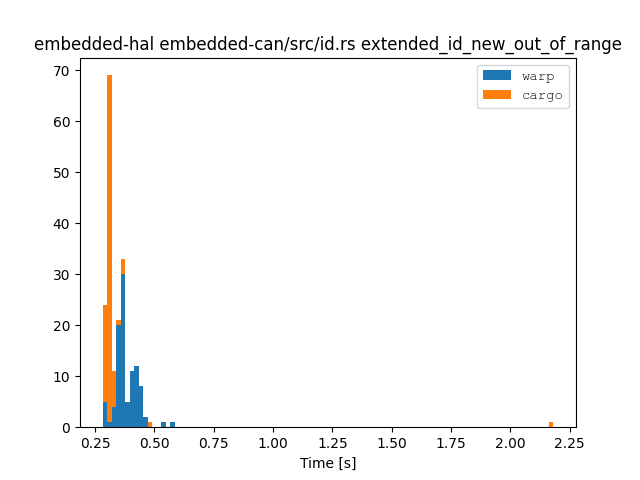 embedded-hal embedded-can/src/id.rs extended_id_new_out_of_range
warp
cargo
70
60
50
40
30
20
10
0
0.25 0.50 0.75 1.00 1.25 1.50 1.75 2.00 2.25
Time [s]